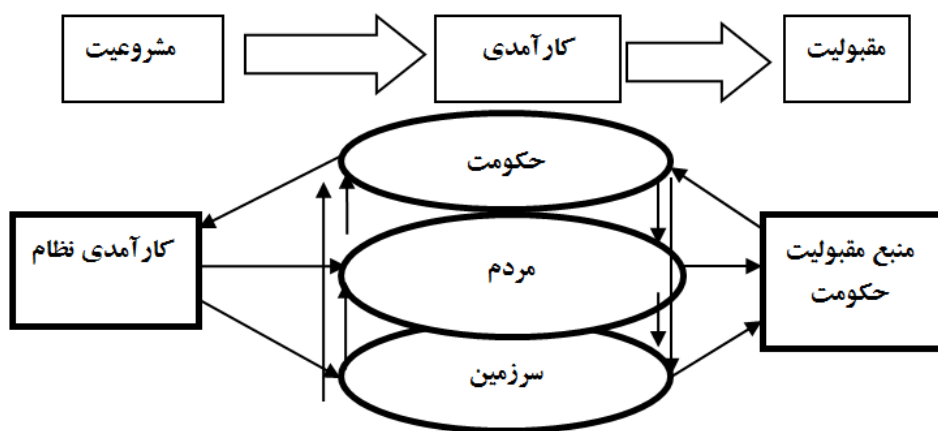 مقبولیت
کارآمدی
مشروعیت
حکومت
منبع مقبولیت
حکومت
مردم
کارآمدی نظام
سرزمین